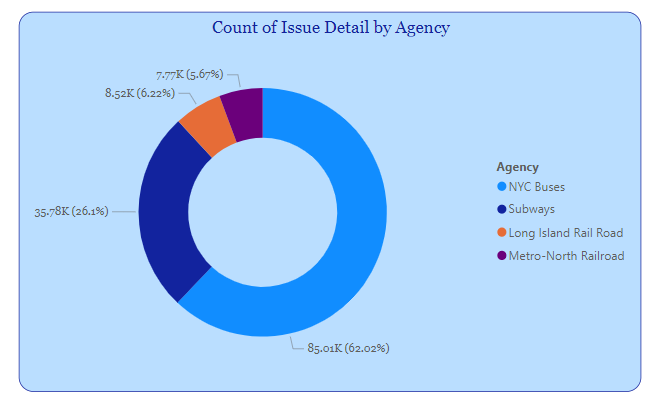 Count of Issue Detail by Agency
7.77K (5.67%)
8.52K (6.22%)
35.78K (26.1%)
85.01K (62.02%)
Agency
NYC Buses
Subways
Long Island Rail Road
Metro-North Railroad